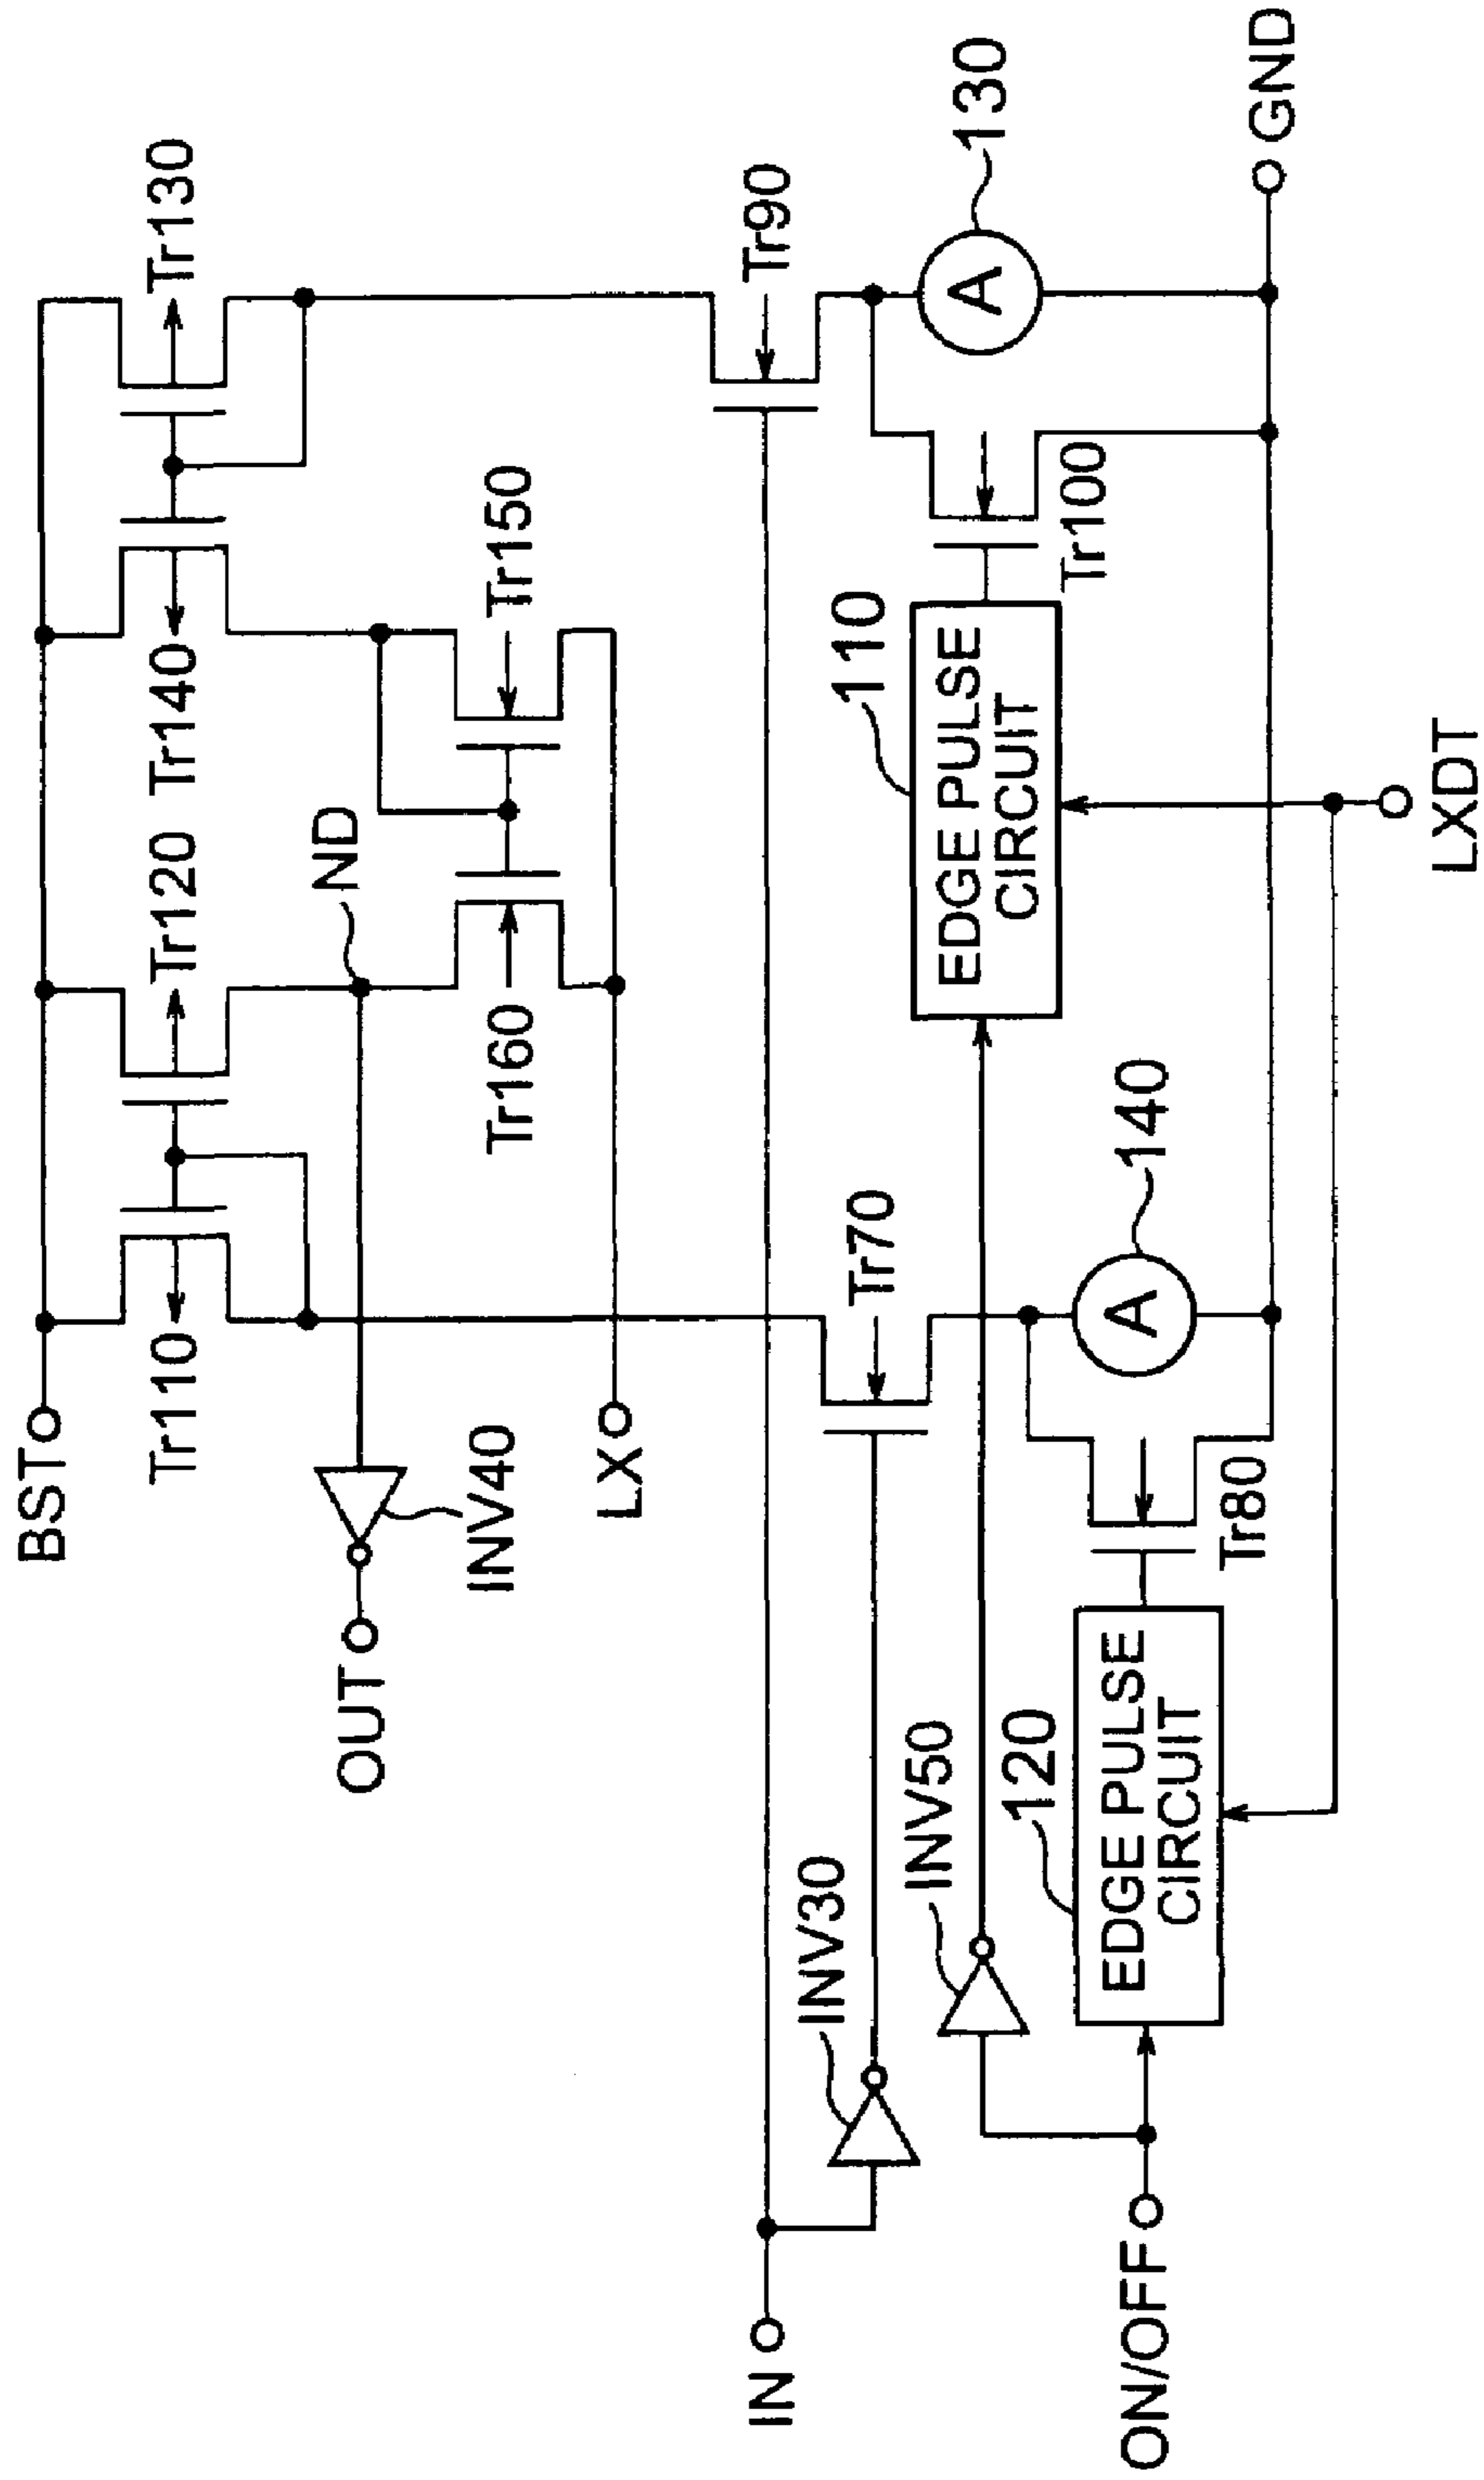 BST
Tr110
Tr120
Tr140
Tr130
ND
OUT
INV40
Tr160
Tr150
LX
IN
INV30
Tr70
Tr90
INV50
110
EDGE PULSE
CIRCUIT
A
130
Tr100
ON/OFF
120
EDGE PULSE
CIRCUIT
Tr80
A
140
GND
LXDT